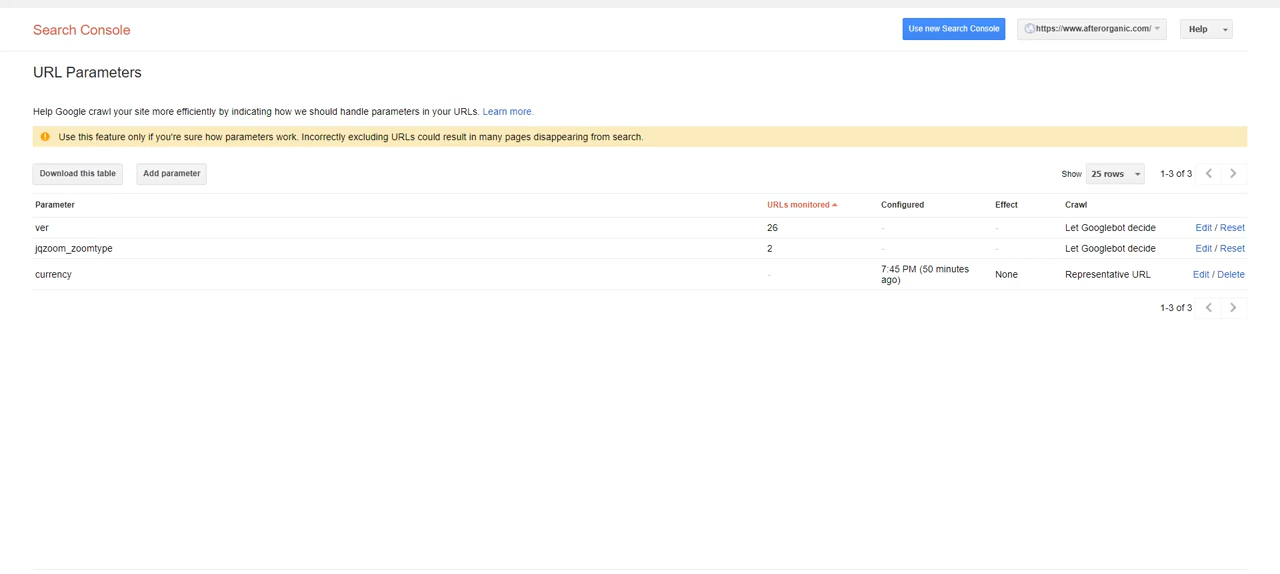 Search Console
Use new Search Console
https://www.afterorganic.com/
Help
URL Parameters
Help Google crawl your site more efficiently by indicating how we should handle parameters in your URLs. Learn more.
Use this feature only if you're sure how parameters work. Incorrectly excluding URLs could result in many pages disappearing from search.
Download this table Add parameter Show 25 rows 1-3 of 3
Parameter URLs monitored Configured Effect Crawl
ver 26 - - Let Googlebot decide Edit / Reset
jqzoom_zoomtype 2 - - Let Googlebot decide Edit / Reset
currency - 7:45 PM (50 minutes ago) None Representative URL Edit / Delete
1-3 of 3